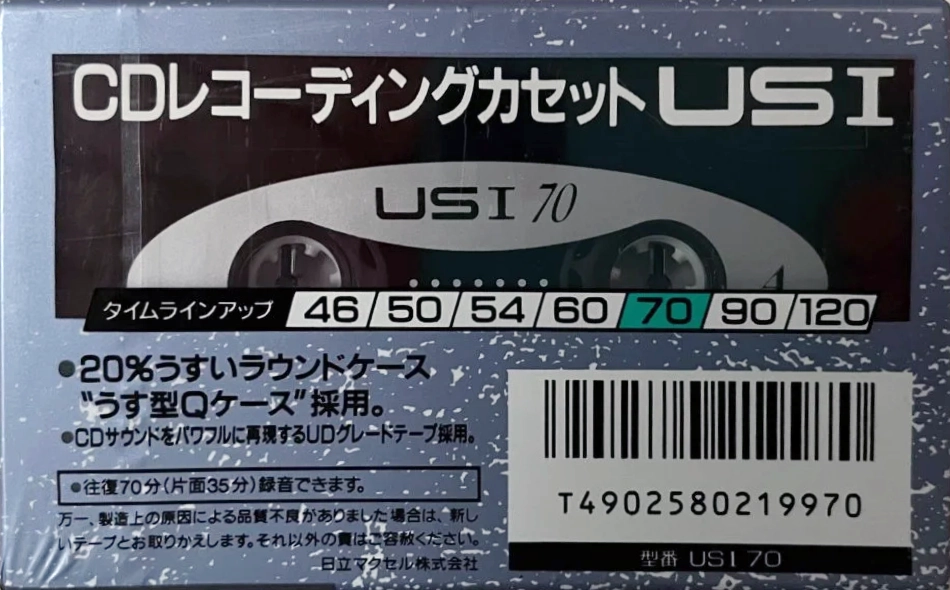 CDレコーディングカセットUSI
USI 70
A
タイムラインアップ 46/50/54/60/70/90/120
●20%うすいラウンドケース
“うす型Qケース”採用。
●CDサウンドをパワフルに再現するUDグレードテープ採用。
●往復70分(片面35分)録音できます。
万一、製造上の原因による品質不良がありました場合は、新し
いテープとお取りかえします。それ以外の責はご容赦ください。
日立マクセル株式会社
T4902580219970
型番 USI 70